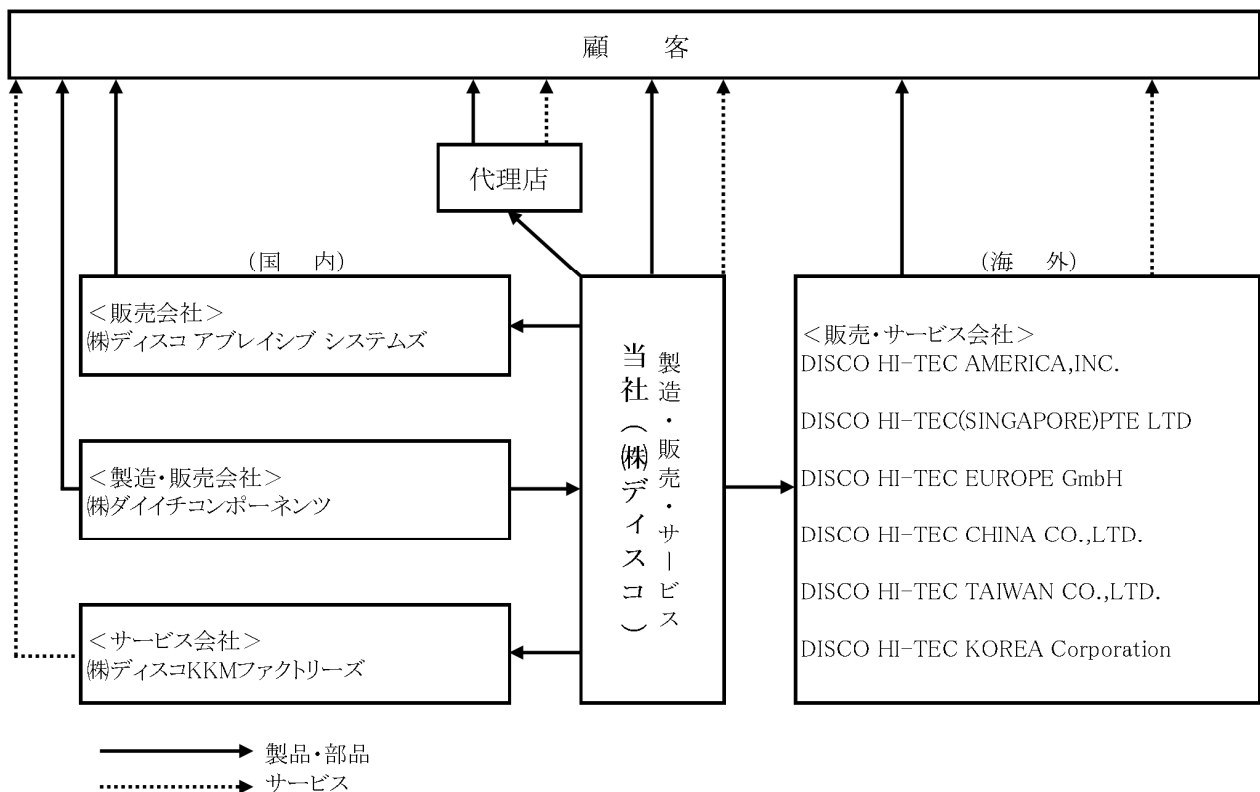 顧　客
代理店
(国　内)
＜販売会社＞
㈱ディスコ アブレイシブ システムズ
＜製造・販売会社＞
㈱ダイイチコンポーネンツ
＜サービス会社＞
㈱ディスコKKMファクトリーズ
当社(㈱ディスコ)
製造・販売・サービス
(海　外)
＜販売・サービス会社＞
DISCO HI-TEC AMERICA,INC.
DISCO HI-TEC(SINGAPORE)PTE LTD
DISCO HI-TEC EUROPE GmbH
DISCO HI-TEC CHINA CO.,LTD.
DISCO HI-TEC TAIWAN CO.,LTD.
DISCO HI-TEC KOREA Corporation
製品・部品
サービス